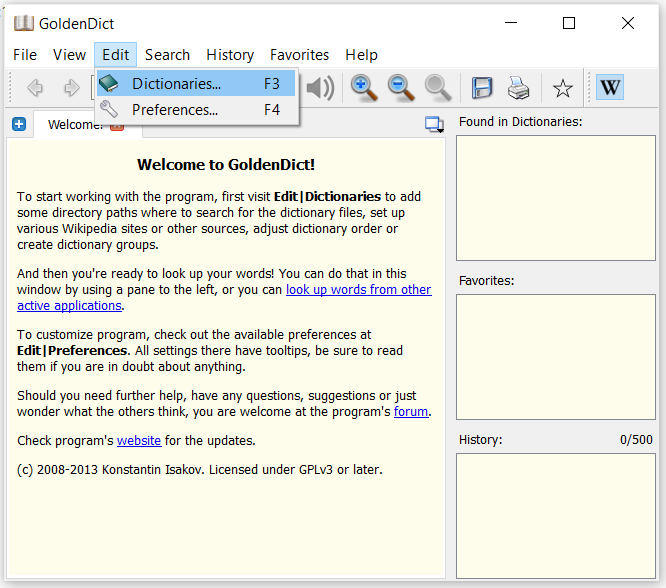 GoldenDict
File View Edit Search History Favorites Help
Dictionaries... F3
Preferences... F4
W
Welcome!
Found in Dictionaries:
Welcome to GoldenDict!
To start working with the program, first visit Edit|Dictionaries to add
some directory paths where to search for the dictionary files, set up
various Wikipedia sites or other sources, adjust dictionary order or
create dictionary groups.
And then you're ready to look up your words! You can do that in this
window by using a pane to the left, or you can look up words from other
active applications.
Favorites:
To customize program, check out the available preferences at
Edit|Preferences. All settings there have tooltips, be sure to read
them if you are in doubt about anything.
Should you need further help, have any questions, suggestions or just
wonder what the others think, you are welcome at the program's forum.
Check program's website for the updates.
(c) 2008-2013 Konstantin Isakov. Licensed under GPLv3 or later.
History: 0/500